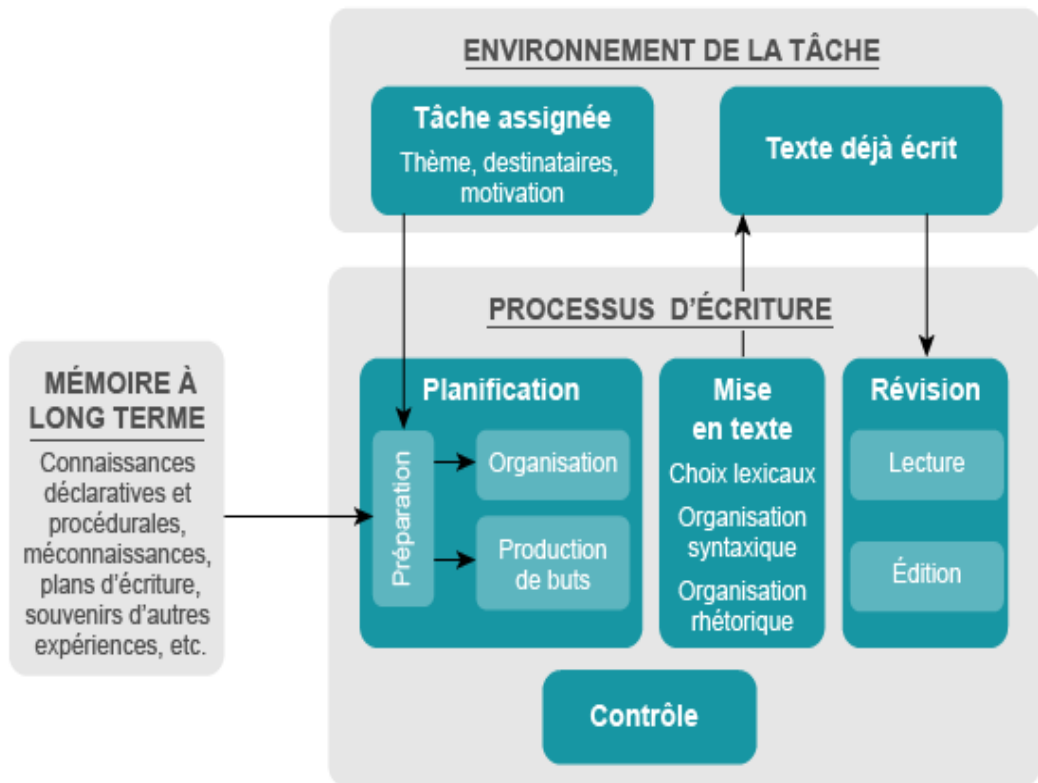 ENVIRONNEMENT DE LA TÂCHE
Tâche assignée
Thème, destinataires,
motivation
Texte déjà écrit
PROCESSUS D’ÉCRITURE
MÉMOIRE À
LONG TERME
Connaissances
déclaratives et
procédurales,
méconnaissances,
plans d’écriture,
souvenirs d’autres
expériences, etc.
Planification
Préparation
Organisation
Production
de buts
Mise
en texte
Choix lexicaux
Organisation
syntaxique
Organisation
rhétorique
Révision
Lecture
Édition
Contrôle